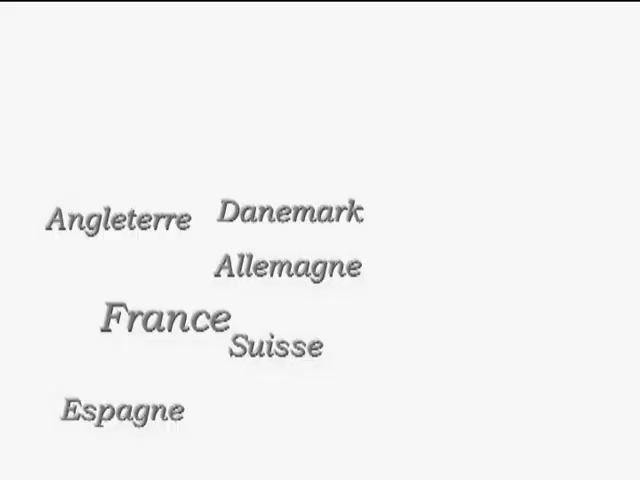 Angleterre
Danemark
Allemagne
France
Suisse
Espagne